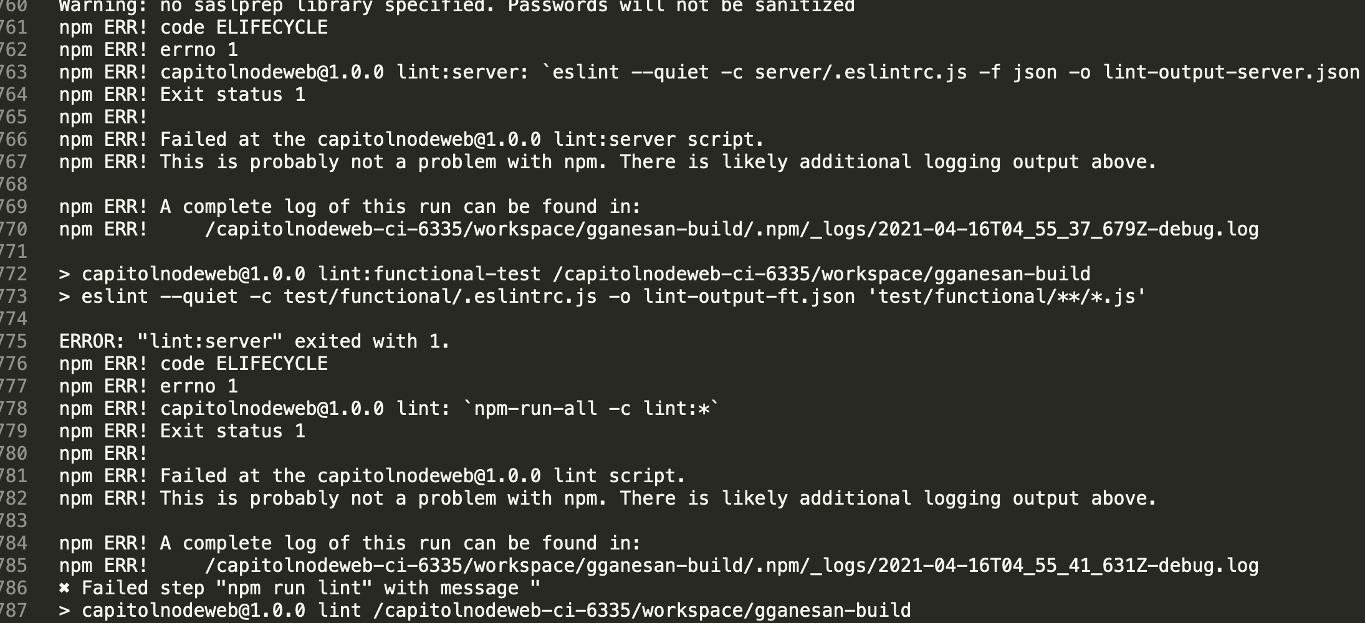 760 Warning: no saslprep library specified. Passwords will not be sanitized
761 npm ERR! code ELIFECYCLE
762 npm ERR! errno 1
763 npm ERR! capitolnodeweb@1.0.0 lint:server: `eslint --quiet -c server/.eslintrc.js -f json -o lint-output-server.json
764 npm ERR! Exit status 1
765 npm ERR!
766 npm ERR! Failed at the capitolnodeweb@1.0.0 lint:server script.
767 npm ERR! This is probably not a problem with npm. There is likely additional logging output above.
768
769 npm ERR! A complete log of this run can be found in:
770 npm ERR!     /capitolnodeweb-ci-6335/workspace/gganesan-build/.npm/_logs/2021-04-16T04_55_37_679Z-debug.log
771
772 > capitolnodeweb@1.0.0 lint:functional-test /capitolnodeweb-ci-6335/workspace/gganesan-build
773 > eslint --quiet -c test/functional/.eslintrc.js -o lint-output-ft.json 'test/functional/**/*.js'
774
775 ERROR: "lint:server" exited with 1.
776 npm ERR! code ELIFECYCLE
777 npm ERR! errno 1
778 npm ERR! capitolnodeweb@1.0.0 lint: `npm-run-all -c lint:*`
779 npm ERR! Exit status 1
780 npm ERR!
781 npm ERR! Failed at the capitolnodeweb@1.0.0 lint script.
782 npm ERR! This is probably not a problem with npm. There is likely additional logging output above.
783
784 npm ERR! A complete log of this run can be found in:
785 npm ERR!     /capitolnodeweb-ci-6335/workspace/gganesan-build/.npm/_logs/2021-04-16T04_55_41_631Z-debug.log
786 ✖ Failed step "npm run lint" with message "
787 > capitolnodeweb@1.0.0 lint /capitolnodeweb-ci-6335/workspace/gganesan-build